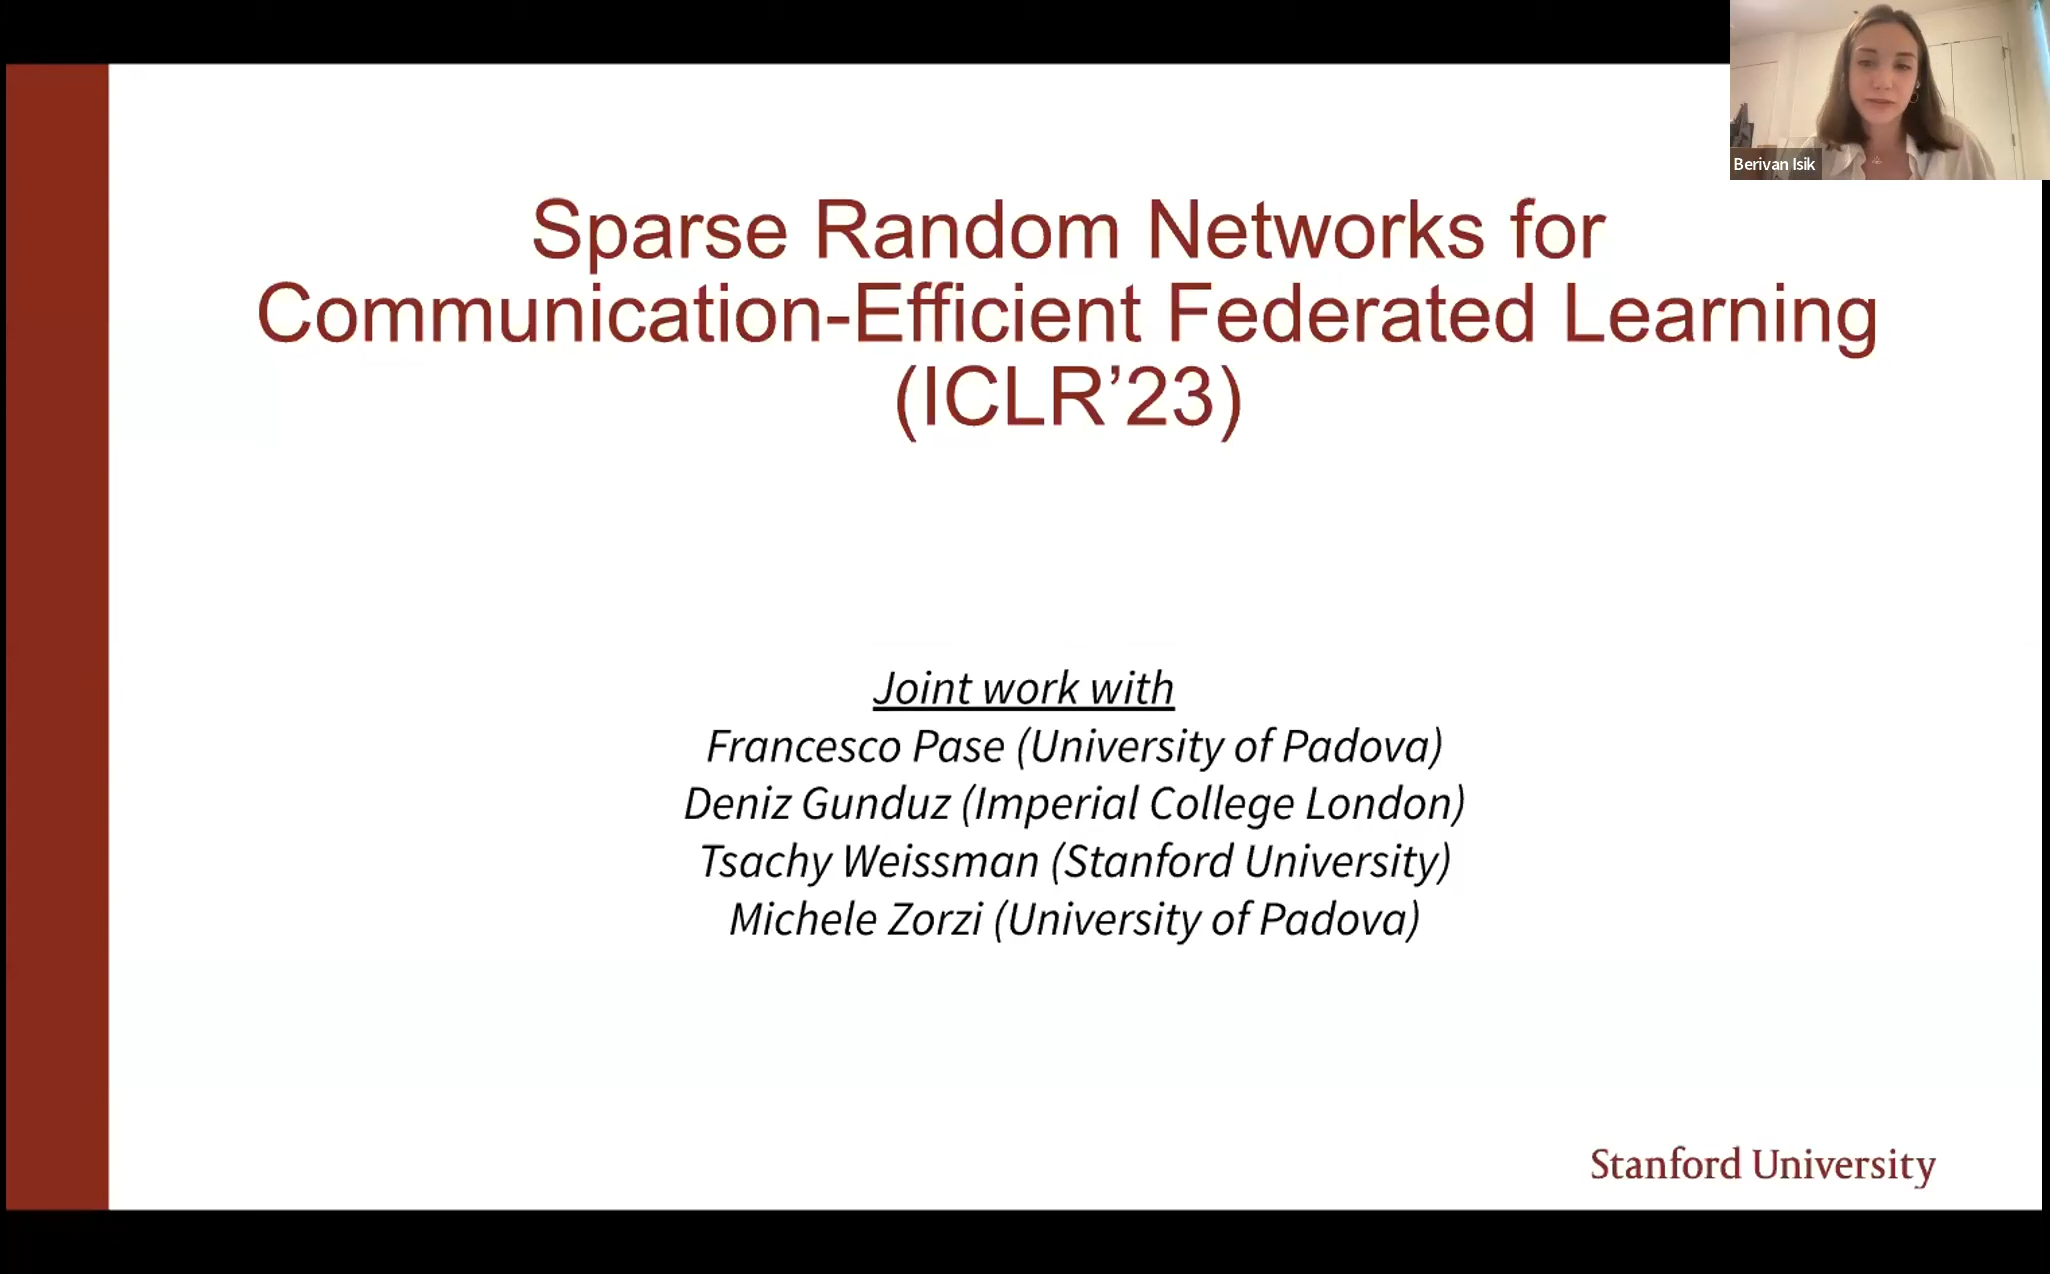 Berivan Isik
Sparse Random Networks for
Communication-Efficient Federated Learning
(ICLR’23)
Joint work with
Francesco Pase (University of Padova)
Deniz Gunduz (Imperial College London)
Tsachy Weissman (Stanford University)
Michele Zorzi (University of Padova)
Stanford University